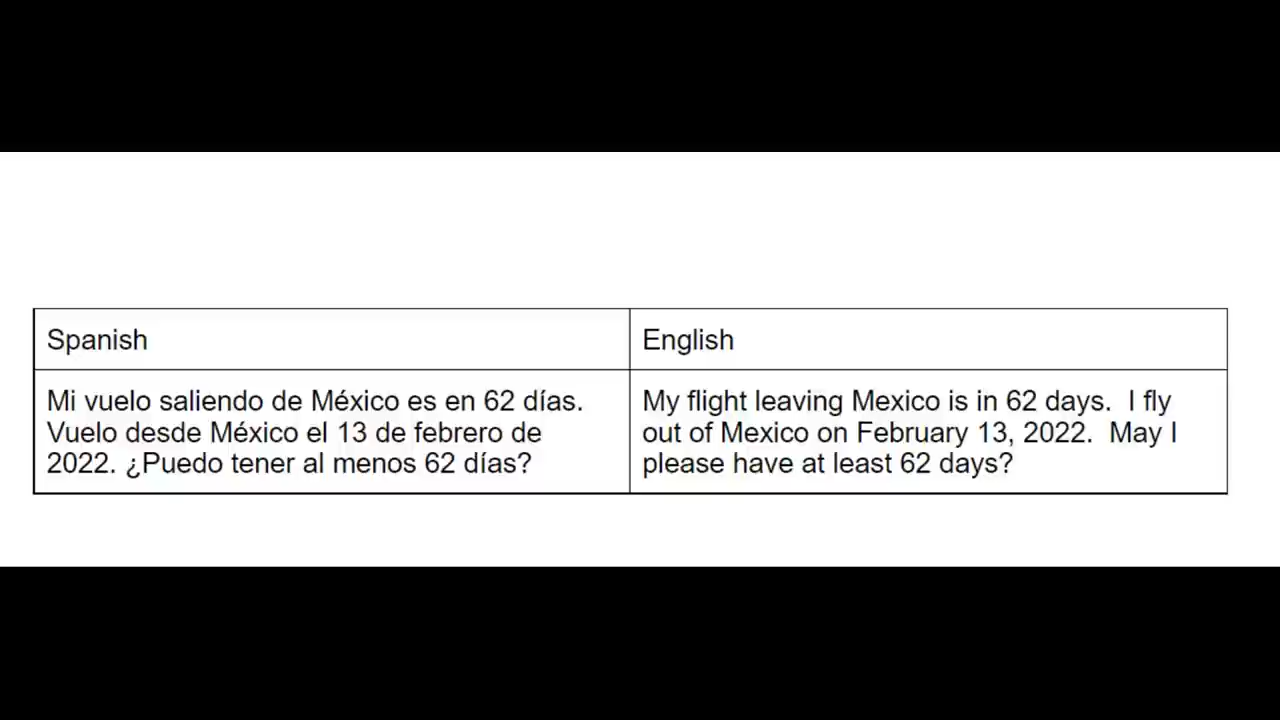 Spanish
English
Mi vuelo saliendo de México es en 62 días.
Vuelo desde México el 13 de febrero de
2022. ¿Puedo tener al menos 62 días?
My flight leaving Mexico is in 62 days.  I fly
out of Mexico on February 13, 2022.  May I
please have at least 62 days?